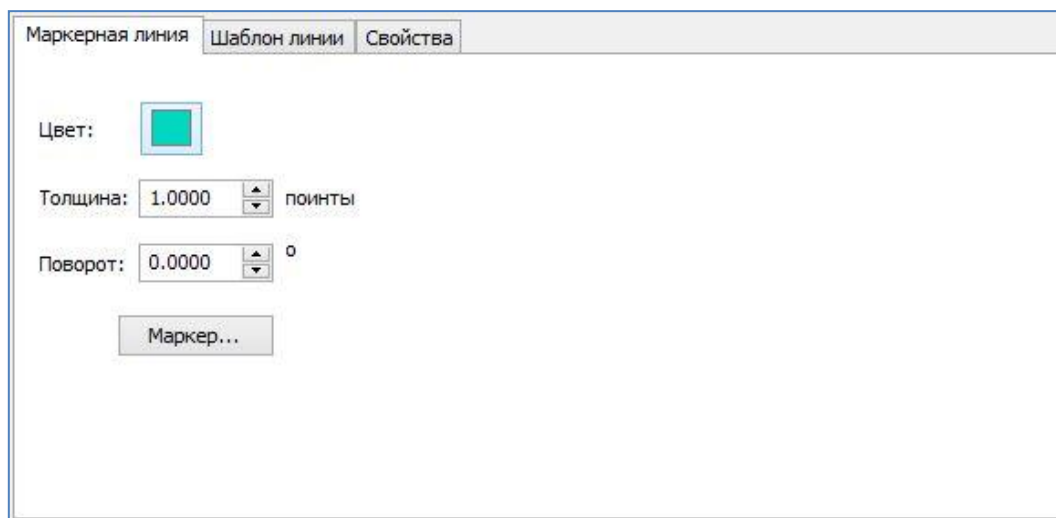 Маркерная линия Шаблон линии Свойства
Цвет:
Толщина: 1.0000 поинты
Поворот: 0.0000 о
Маркер...